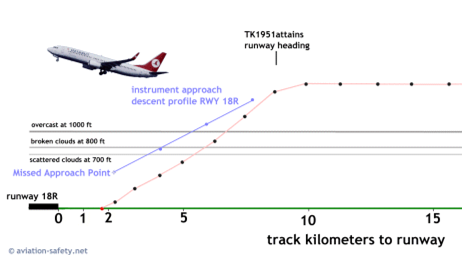 TK1951attains
runway heading
instrument approach
descent profile RWY 18R
overcast at 1000 ft
broken clouds at 800 ft
scattered clouds at 700 ft
Missed Approach Point
runway 18R
0 1 2 5 10 15
track kilometers to runway
© aviation-safety.net